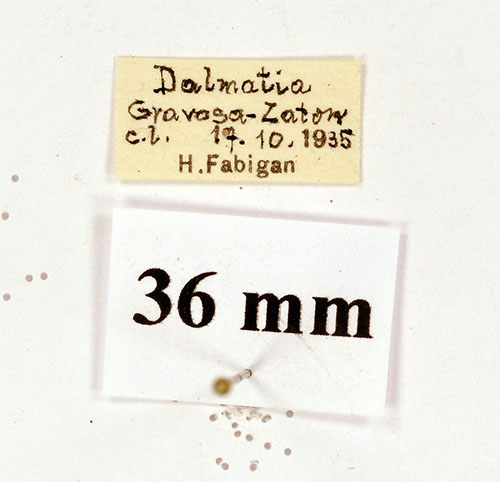 Dalmatia
Gravosa-Zaton
c.l. 17.10.1935
H.Fabigan
36 mm